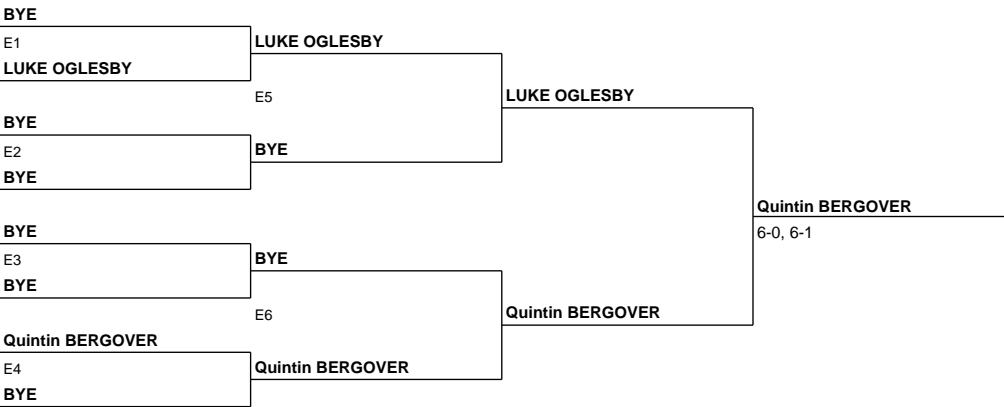 BYE
E1
LUKE OGLESBY
LUKE OGLESBY
E5
LUKE OGLESBY
BYE
E2
BYE
BYE
Quintin BERGOVER
6-0, 6-1
BYE
E3
BYE
BYE
E6
Quintin BERGOVER
Quintin BERGOVER
E4
Quintin BERGOVER
BYE